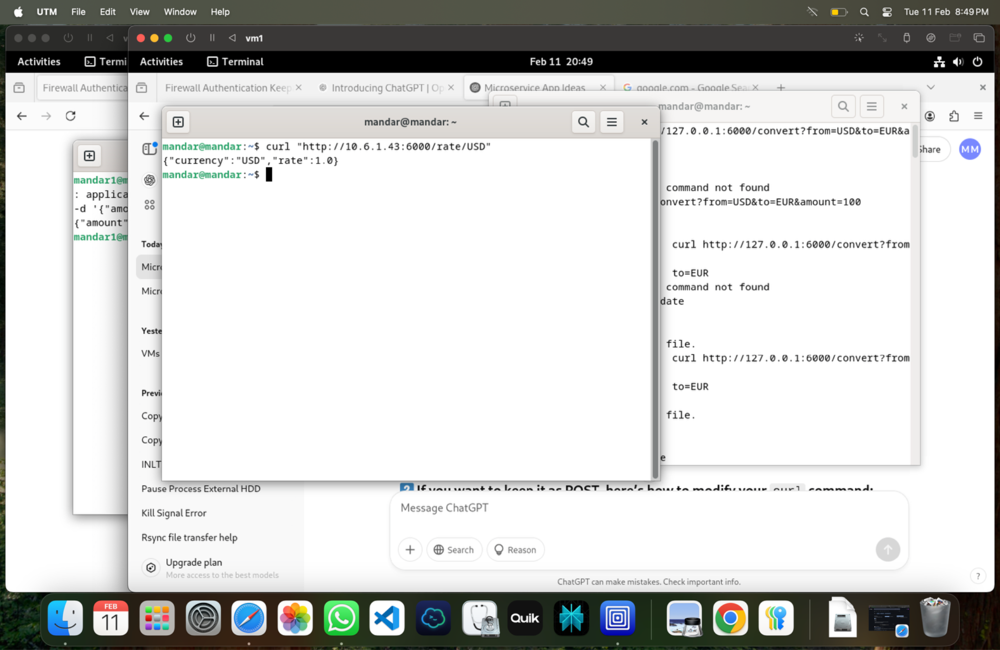 UTM File Edit View Window Help
Tue 11 Feb 8:49 PM
vm1
Activities
Activities Terminal Feb 11 20:49
Firewall Authentication Keep
Introducing ChatGPT | Op
Microservice App Ideas
google.com - Google Sea
mandar@mandar: ~
mandar@mandar: ~
mandar@mandar:~$ curl "http://10.6.1.43:6000/rate/USD"
{"currency":"USD","rate":1.0}
mandar@mandar:~$
/127.0.0.1:6000/convert?from=USD&to=EUR&a
command not found
onvert?from=USD&to=EUR&amount=100
curl http://127.0.0.1:6000/convert?from
to=EUR
command not found
date
file.
curl http://127.0.0.1:6000/convert?from
to=EUR
file.
e
mandar1@m
: applica
-d '{"amo
{"amount"
mandar1@m
Share
MM
Today
Micro
Micro
Yeste
VMs
Previ
Copy
Copy
INLT
Pause Process External HDD
Kill Signal Error
Rsync file transfer help
Upgrade plan
More access to the best models
2 If you want to keep it as POST, here's how to modify your curl command:
Message ChatGPT
Search
Reason
ChatGPT can make mistakes. Check important info.
?
FEB
11
Quik